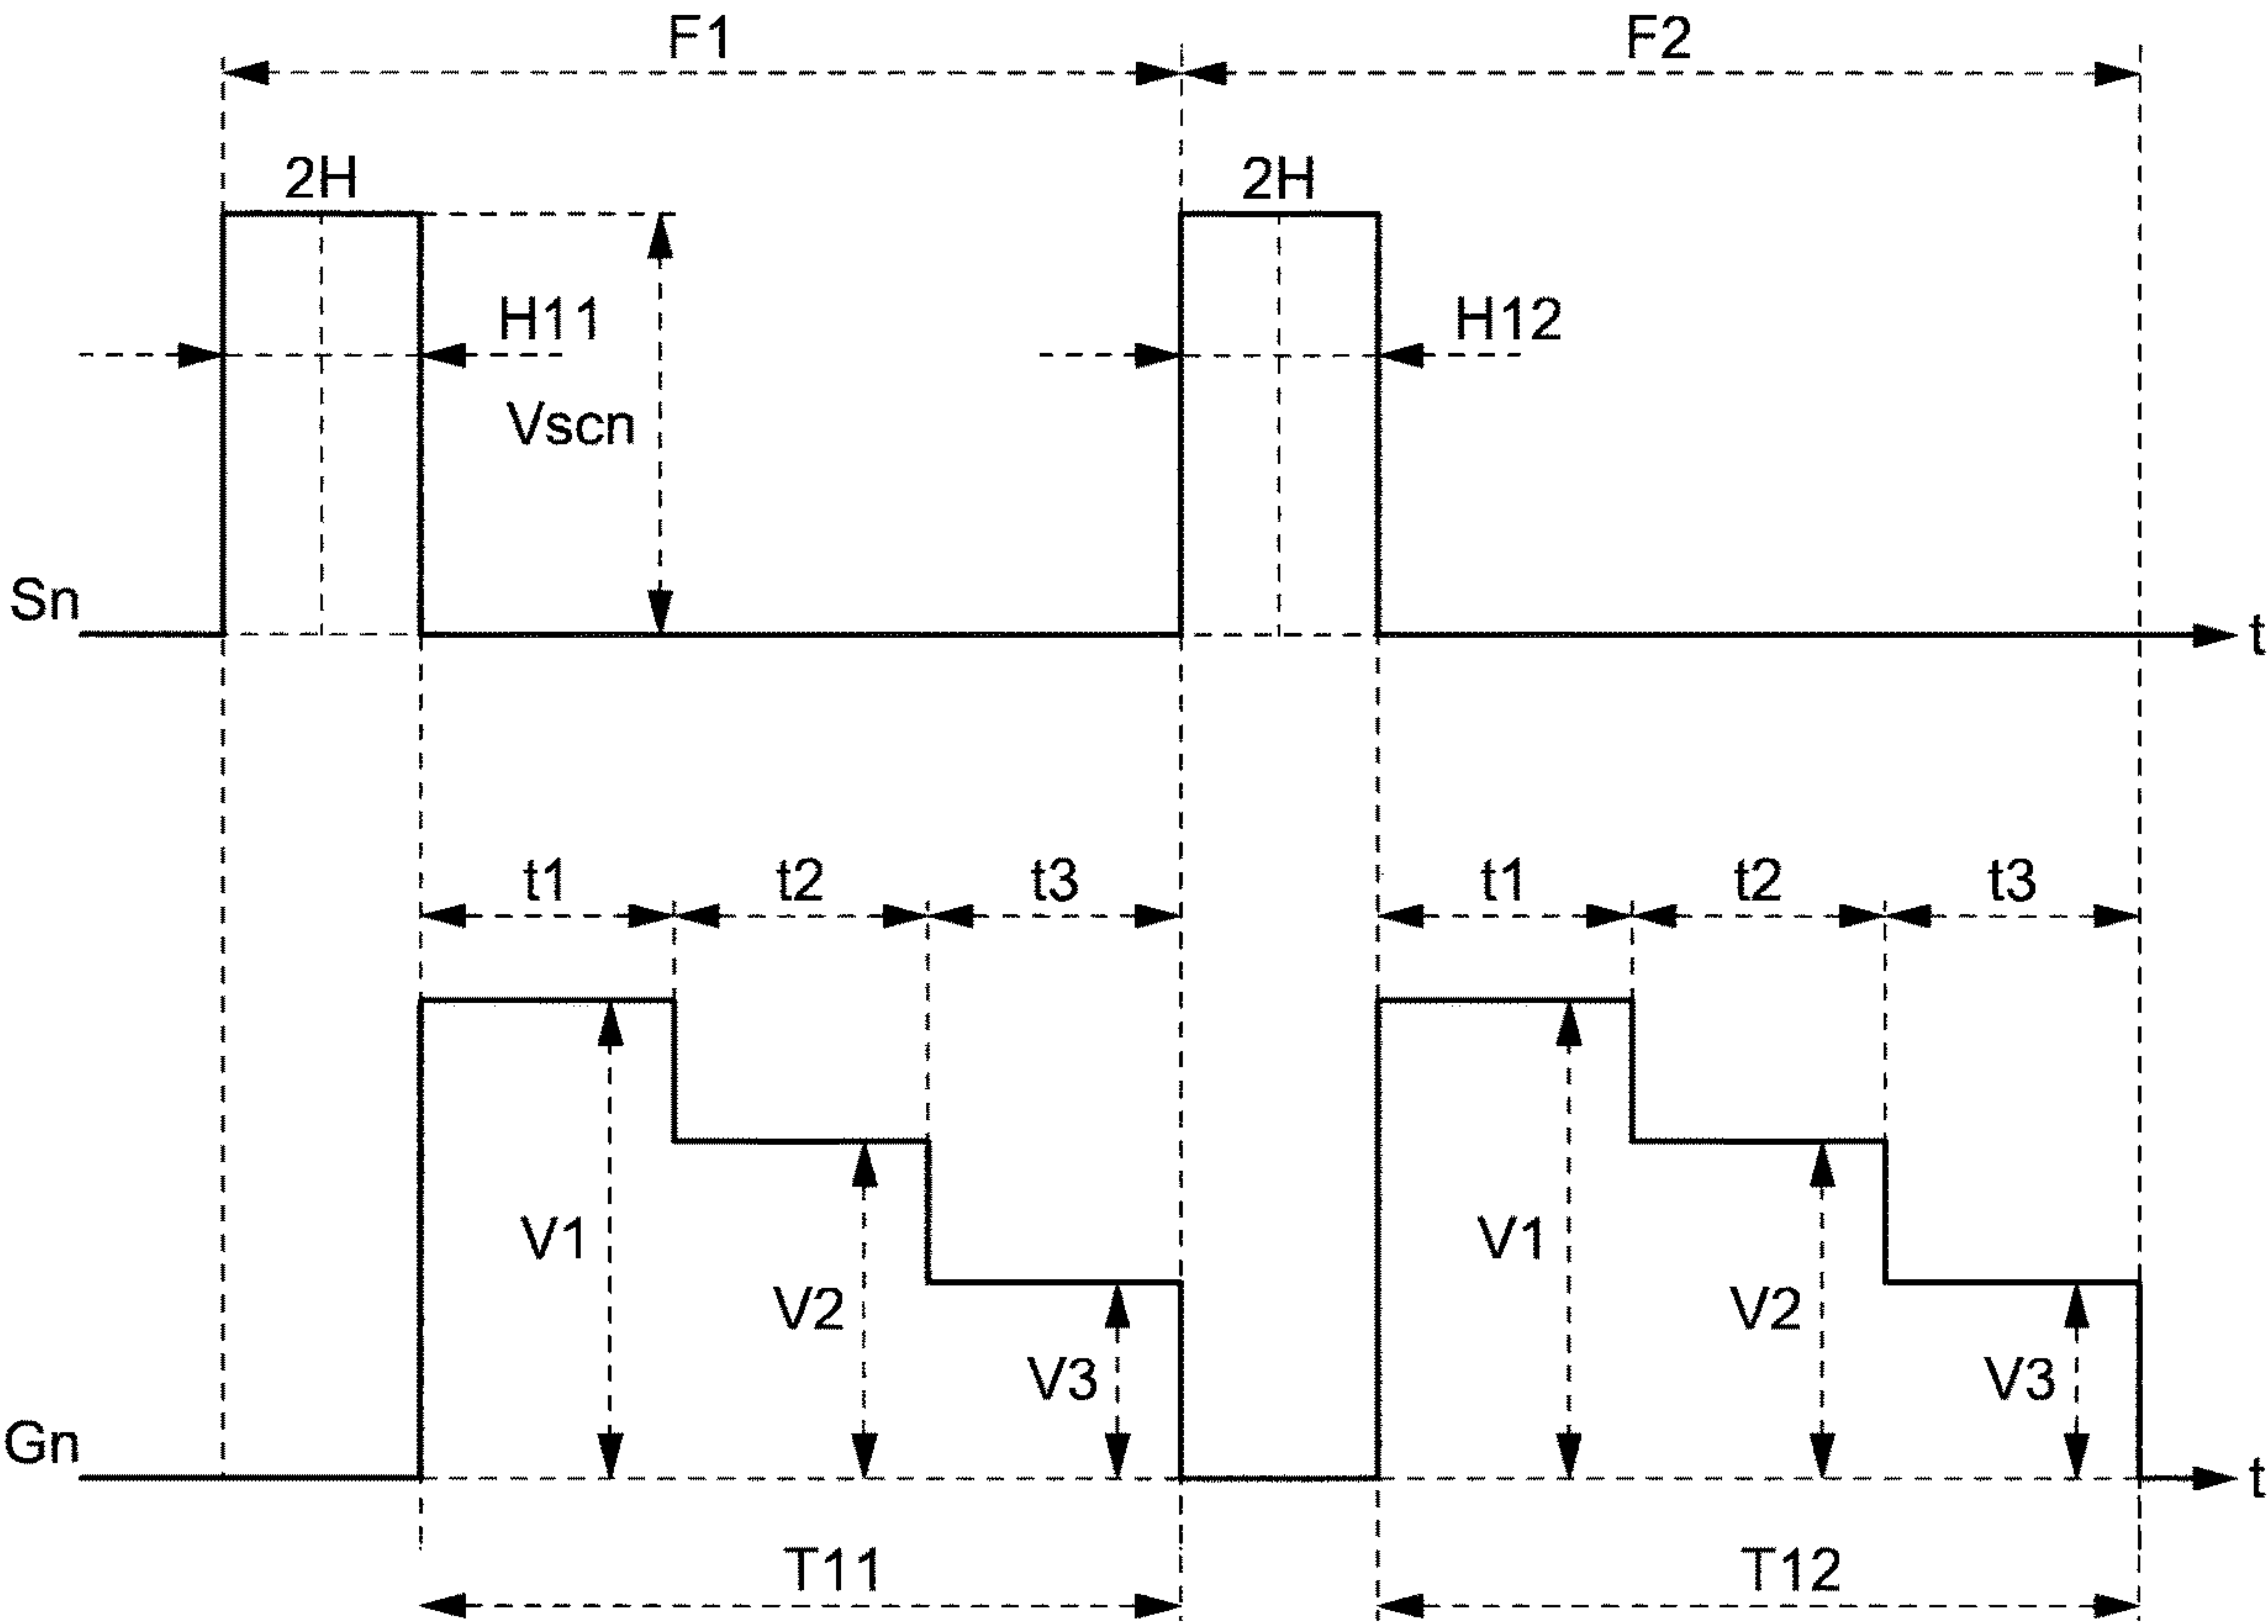 F1 F2
2H 2H
H11 H12
Vscn
Sn t
t1 t2 t3 t1 t2 t3
V1 V1
V2 V2
V3 V3
Gn t
T11 T12